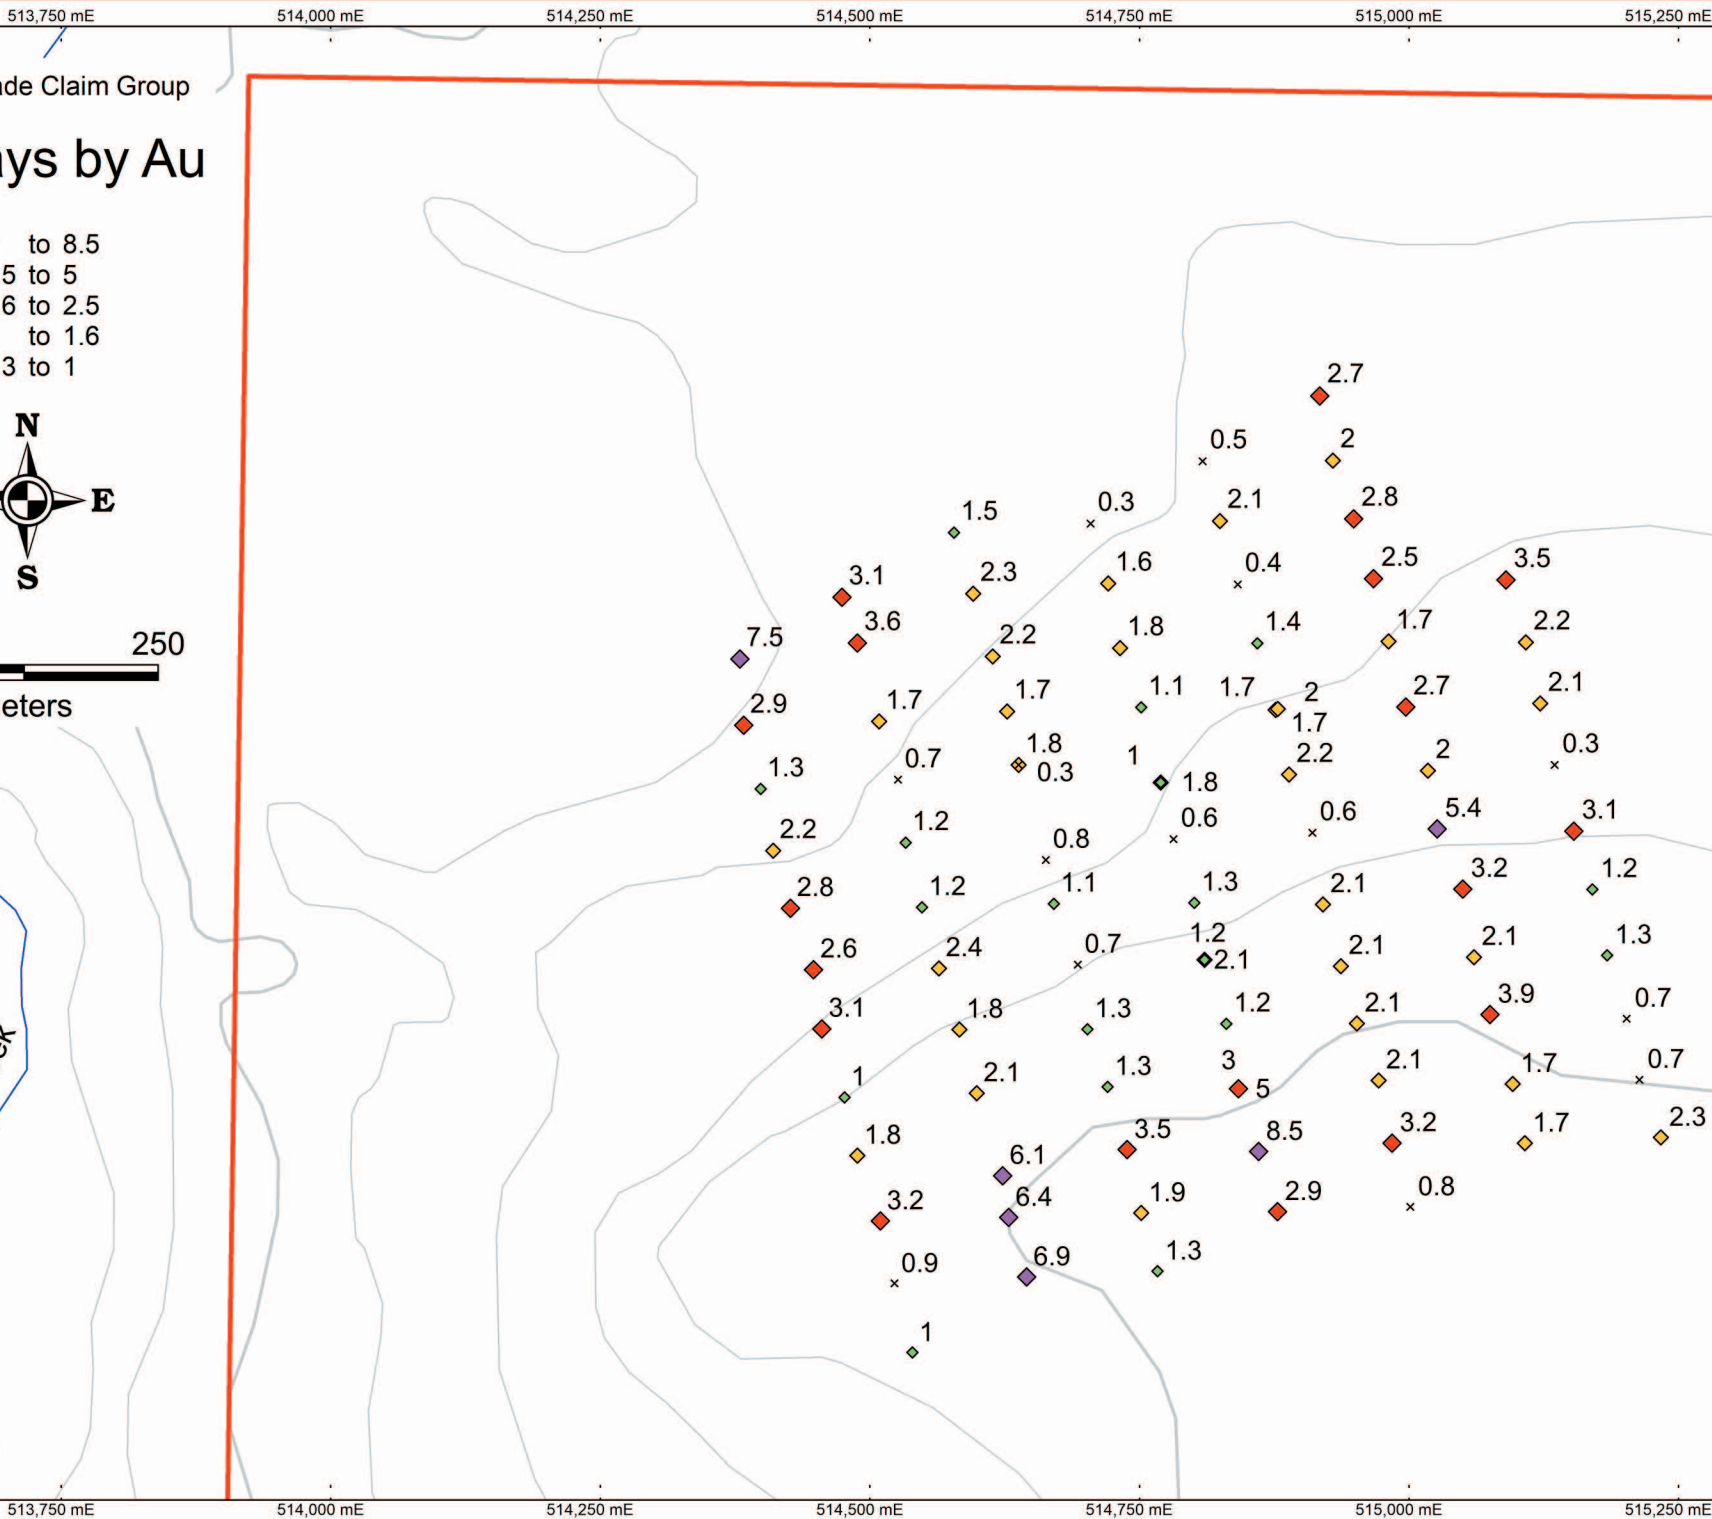 513,750 mE 514,000 mE 514,250 mE 514,500 mE 514,750 mE 515,000 mE 515,250 mE
Claim Group
by Au
to 8.5
5 to 5
6 to 2.5
to 1.6
3 to 1
N
E
S
250
2.7
0.5 2
1.5 0.3 2.1 2.8
3.1 2.3 1.6 0.4 2.5 3.5
7.5 3.6 2.2 1.8 1.4 1.7 2.2
2.9 1.7 1.7 1.1 1.7 2 2.7 2.1
1.7
1.3 0.7 1.8 1 2.2 2 0.3
0.3 1.8
2.2 1.2 0.8 0.6 0.6 5.4 3.1
2.8 1.2 1.1 1.3 2.1 3.2 1.2
2.6 2.4 0.7 1.2 2.1 2.1 1.3
2.1
3.1 1.8 1.3 1.2 2.1 3.9 0.7
1 2.1 1.3 3 2.1 1.7 0.7
5
1.8 6.1 3.5 8.5 3.2 1.7 2.3
3.2 6.4 1.9 2.9 0.8
0.9 6.9 1.3
1
513,750 mE 514,000 mE 514,250 mE 514,500 mE 514,750 mE 515,000 mE 515,250 mE